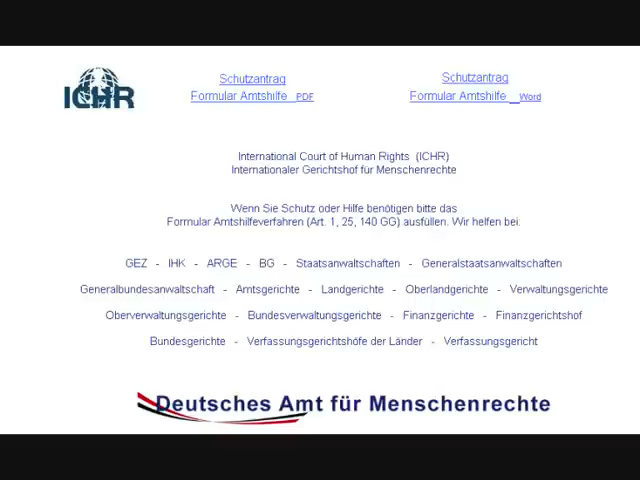 ICHR
Schutzantrag
Formular Amtshilfe PDF
Schutzantrag
Formular Amtshilfe Word
International Court of Human Rights (ICHR)
Internationaler Gerichtshof für Menschenrechte
Wenn Sie Schutz oder Hilfe benötigen bitte das
Formular Amtshilfeverfahren (Art. 1, 25, 140 GG) ausfüllen. Wir helfen bei:
GEZ - IHK - ARGE - BG - Staatsanwaltschaften - Generalstaatsanwaltschaften
Generalbundesanwaltschaft - Amtsgerichte - Landgerichte - Oberlandgerichte - Verwaltungsgerichte
Oberverwaltungsgerichte - Bundesverwaltungsgerichte - Finanzgerichte - Finanzgerichtshof
Bundesgerichte - Verfassungsgerichtshöfe der Länder - Verfassungsgericht
Deutsches Amt für Menschenrechte